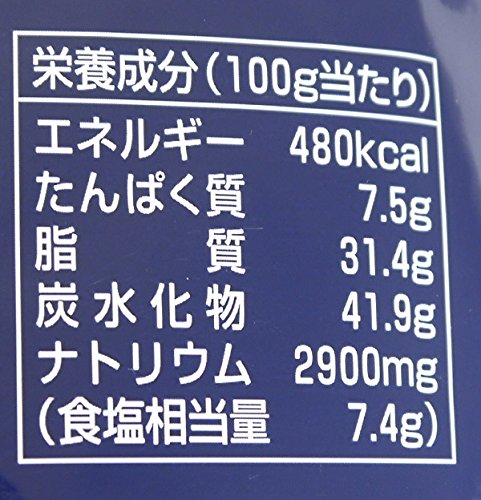 栄養成分(100g当たり)
エネルギー 480kcal
たんぱく質 7.5g
脂質 31.4g
炭水化物 41.9g
ナトリウム 2900mg
(食塩相当量 7.4g)